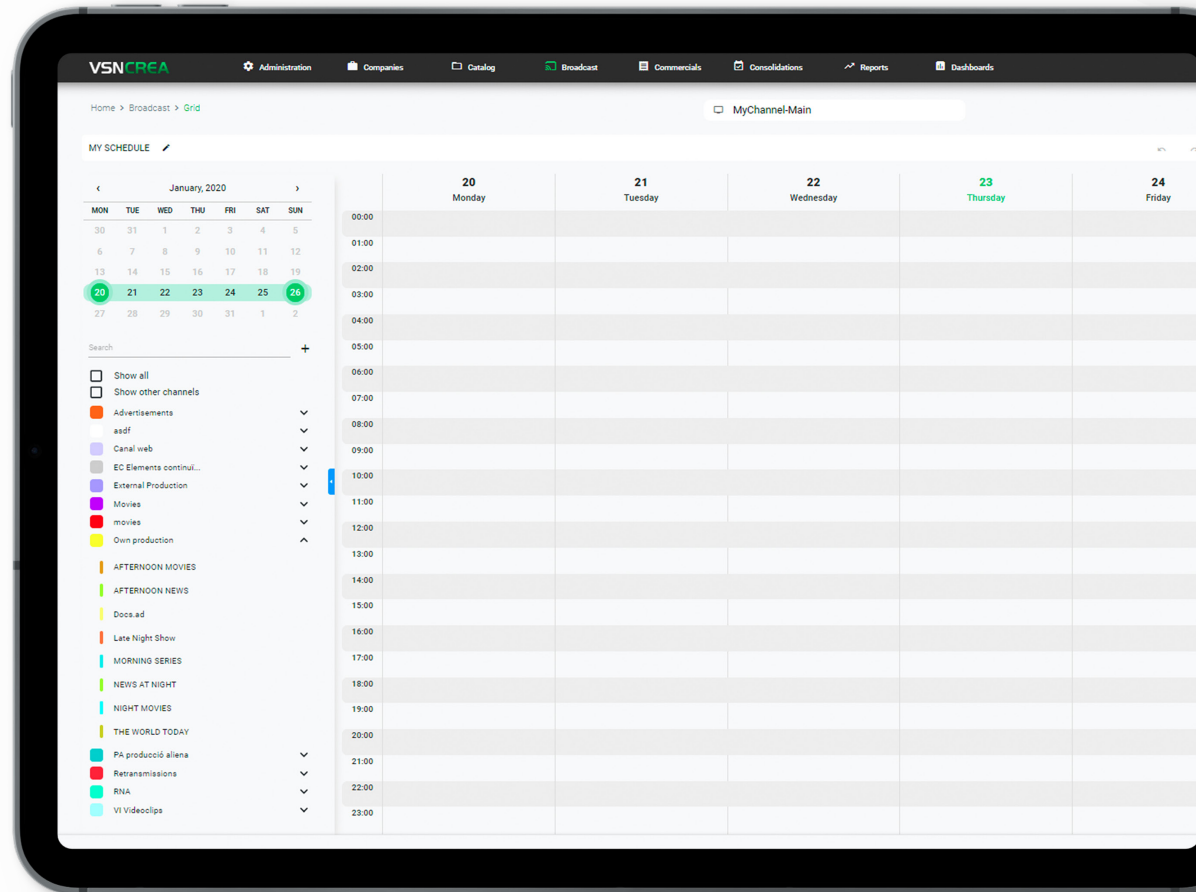 VSNCREA Administration Companies Catalog Broadcast Commercials Consolidations Reports Dashboards
Home > Broadcast > Grid
MyChannel-Main
MY SCHEDULE
‹ January, 2020 ›
MON TUE WED THU FRI SAT SUN
30 31 1 2 3 4 5
6 7 8 9 10 11 12
13 14 15 16 17 18 19
20 21 22 23 24 25 26
27 28 29 30 31 1 2
Search +
Show all
Show other channels
Advertisements
asdf
Canal web
EC Elements continuï...
External Production
Movies
movies
Own production
AFTERNOON MOVIES
AFTERNOON NEWS
Docs.ad
Late Night Show
MORNING SERIES
NEWS AT NIGHT
NIGHT MOVIES
THE WORLD TODAY
PA producció aliena
Retransmissions
RNA
VI Videoclips
20 21 22 23 24
Monday Tuesday Wednesday Thursday Friday
00:00
01:00
02:00
03:00
04:00
05:00
06:00
07:00
08:00
09:00
10:00
11:00
12:00
13:00
14:00
15:00
16:00
17:00
18:00
19:00
20:00
21:00
22:00
23:00